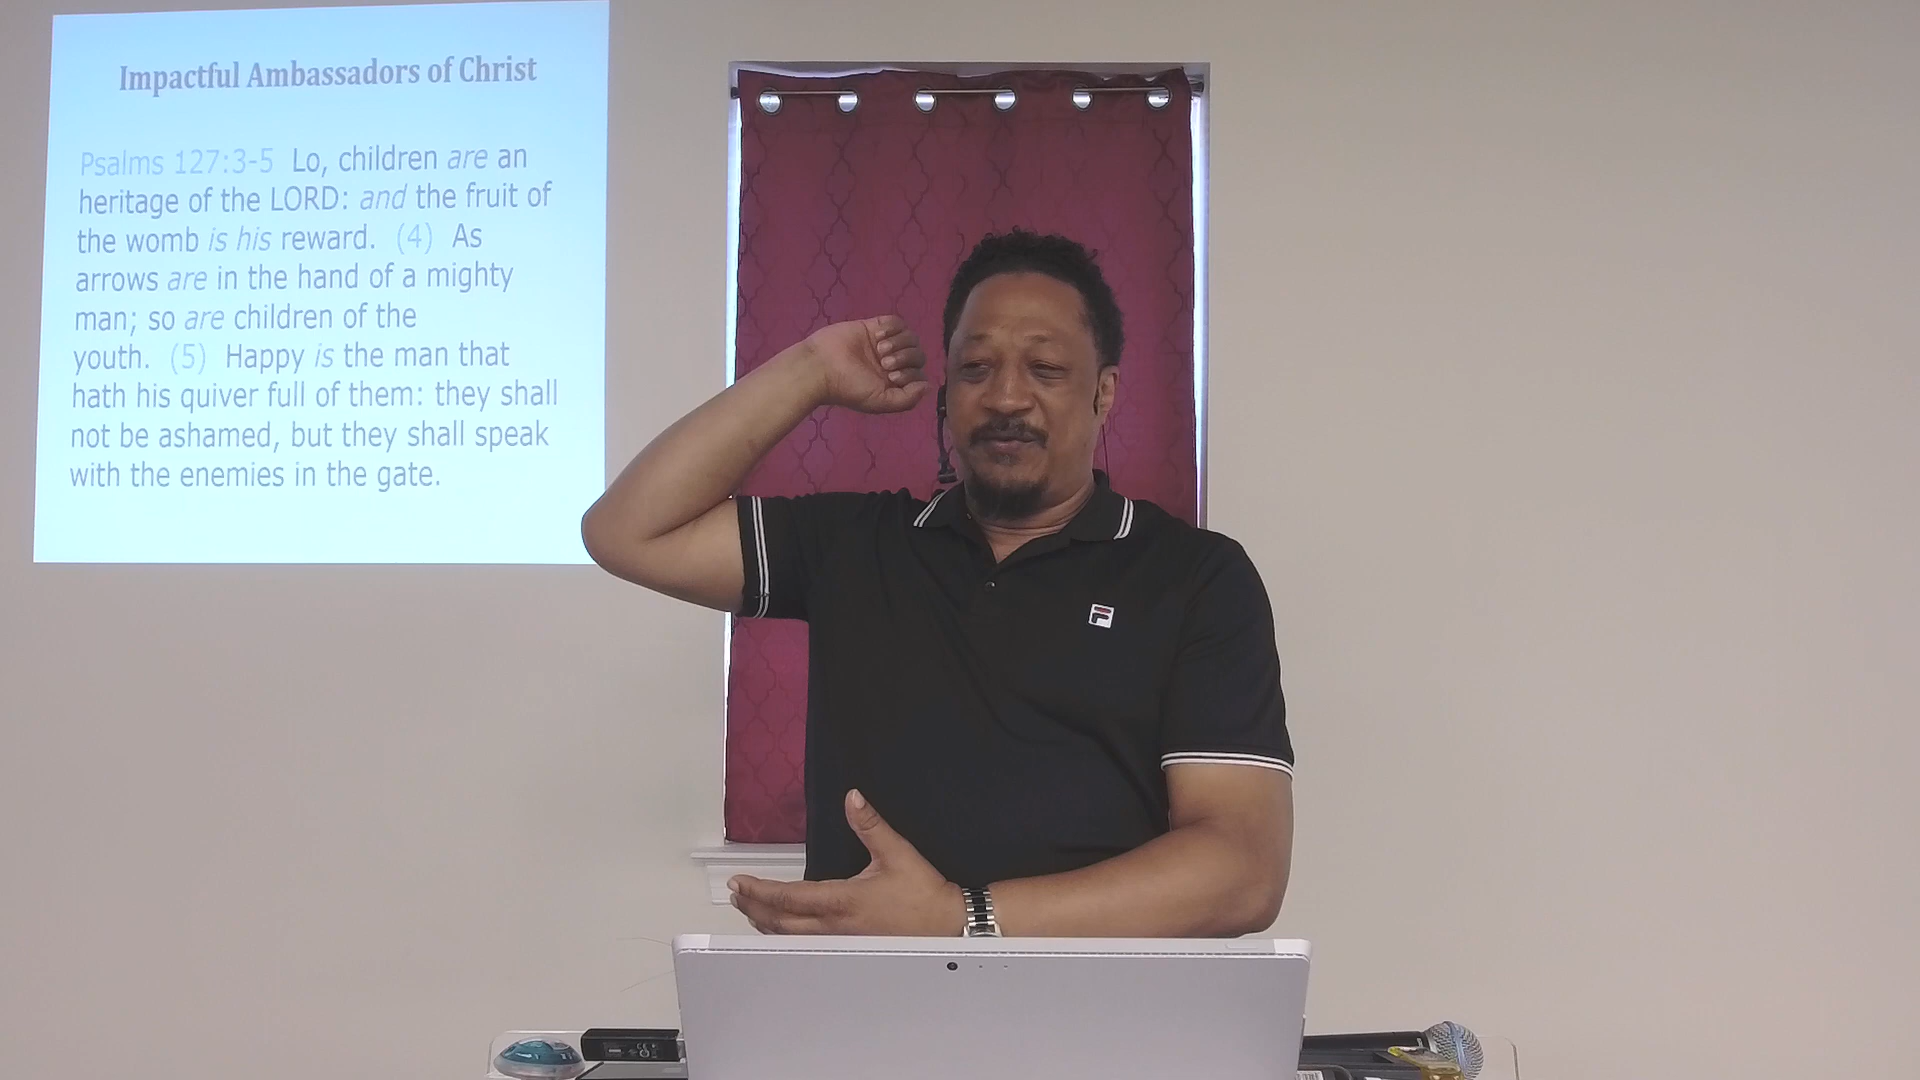 Impactful Ambassadors of Christ
Psalms 127:3-5 Lo, children are an
heritage of the LORD: and the fruit of
the womb is his reward. (4) As
arrows are in the hand of a mighty
man; so are children of the
youth. (5) Happy is the man that
hath his quiver full of them: they shall
not be ashamed, but they shall speak
with the enemies in the gate.